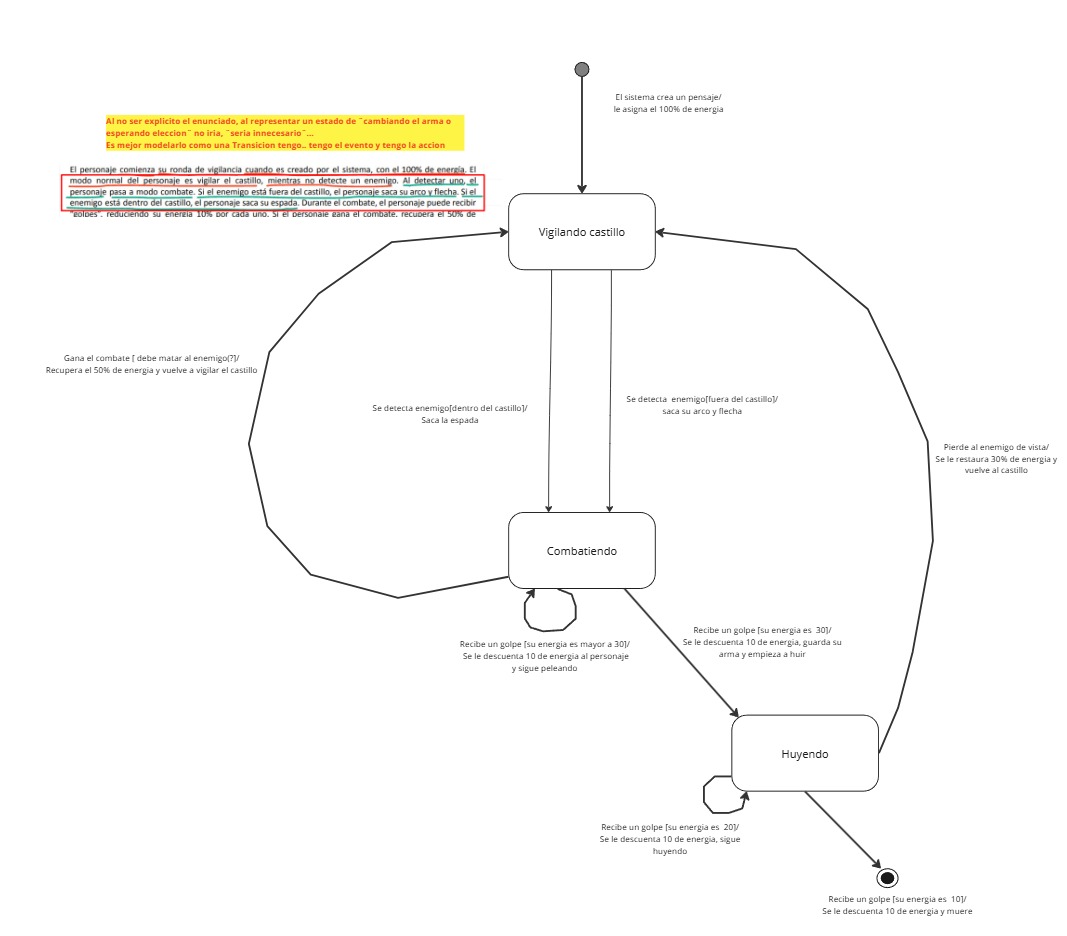 El sistema crea un pensaje/
le asigna el 100% de energia
Al no ser explicito el enunciado, al representar un estado de ¨cambiando el arma o
esperando eleccion¨ no iria, ¨seria innecesario¨...
Es mejor modelarlo como una Transicion tengo.. tengo el evento y tengo la accion
El personaje comienza su ronda de vigilancia cuando es creado por el sistema, con el 100% de energía. El
modo normal del personaje es vigilar el castillo, mientras no detecte un enemigo. Al detectar uno, el
personaje pasa a modo combate. Si el enemigo está fuera del castillo, el personaje saca su arco y flecha. Si el
enemigo está dentro del castillo, el personaje saca su espada. Durante el combate, el personaje puede recibir
"golpes", reduciendo su energía 10% por cada uno. Si el personaje gana el combate, recupera el 50% de
Vigilando castillo
Gana el combate [ debe matar al enemigo(?]/
Recupera el 50% de energia y vuelve a vigilar el castillo
Se detecta enemigo[dentro del castillo]/
Saca la espada
Se detecta  enemigo[fuera del castillo]/
saca su arco y flecha
Pierde al enemigo de vista/
Se le restaura 30% de energia y
vuelve al castillo
Combatiendo
Recibe un golpe [su energia es mayor a 30]/
Se le descuenta 10 de energia al personaje
y sigue peleando
Recibe un golpe [su energia es  30]/
Se le descuenta 10 de energia, guarda su
arma y empieza a huir
Huyendo
Recibe un golpe [su energia es  20]/
Se le descuenta 10 de energia, sigue
huyendo
Recibe un golpe [su energia es  10]/
Se le descuenta 10 de energia y muere